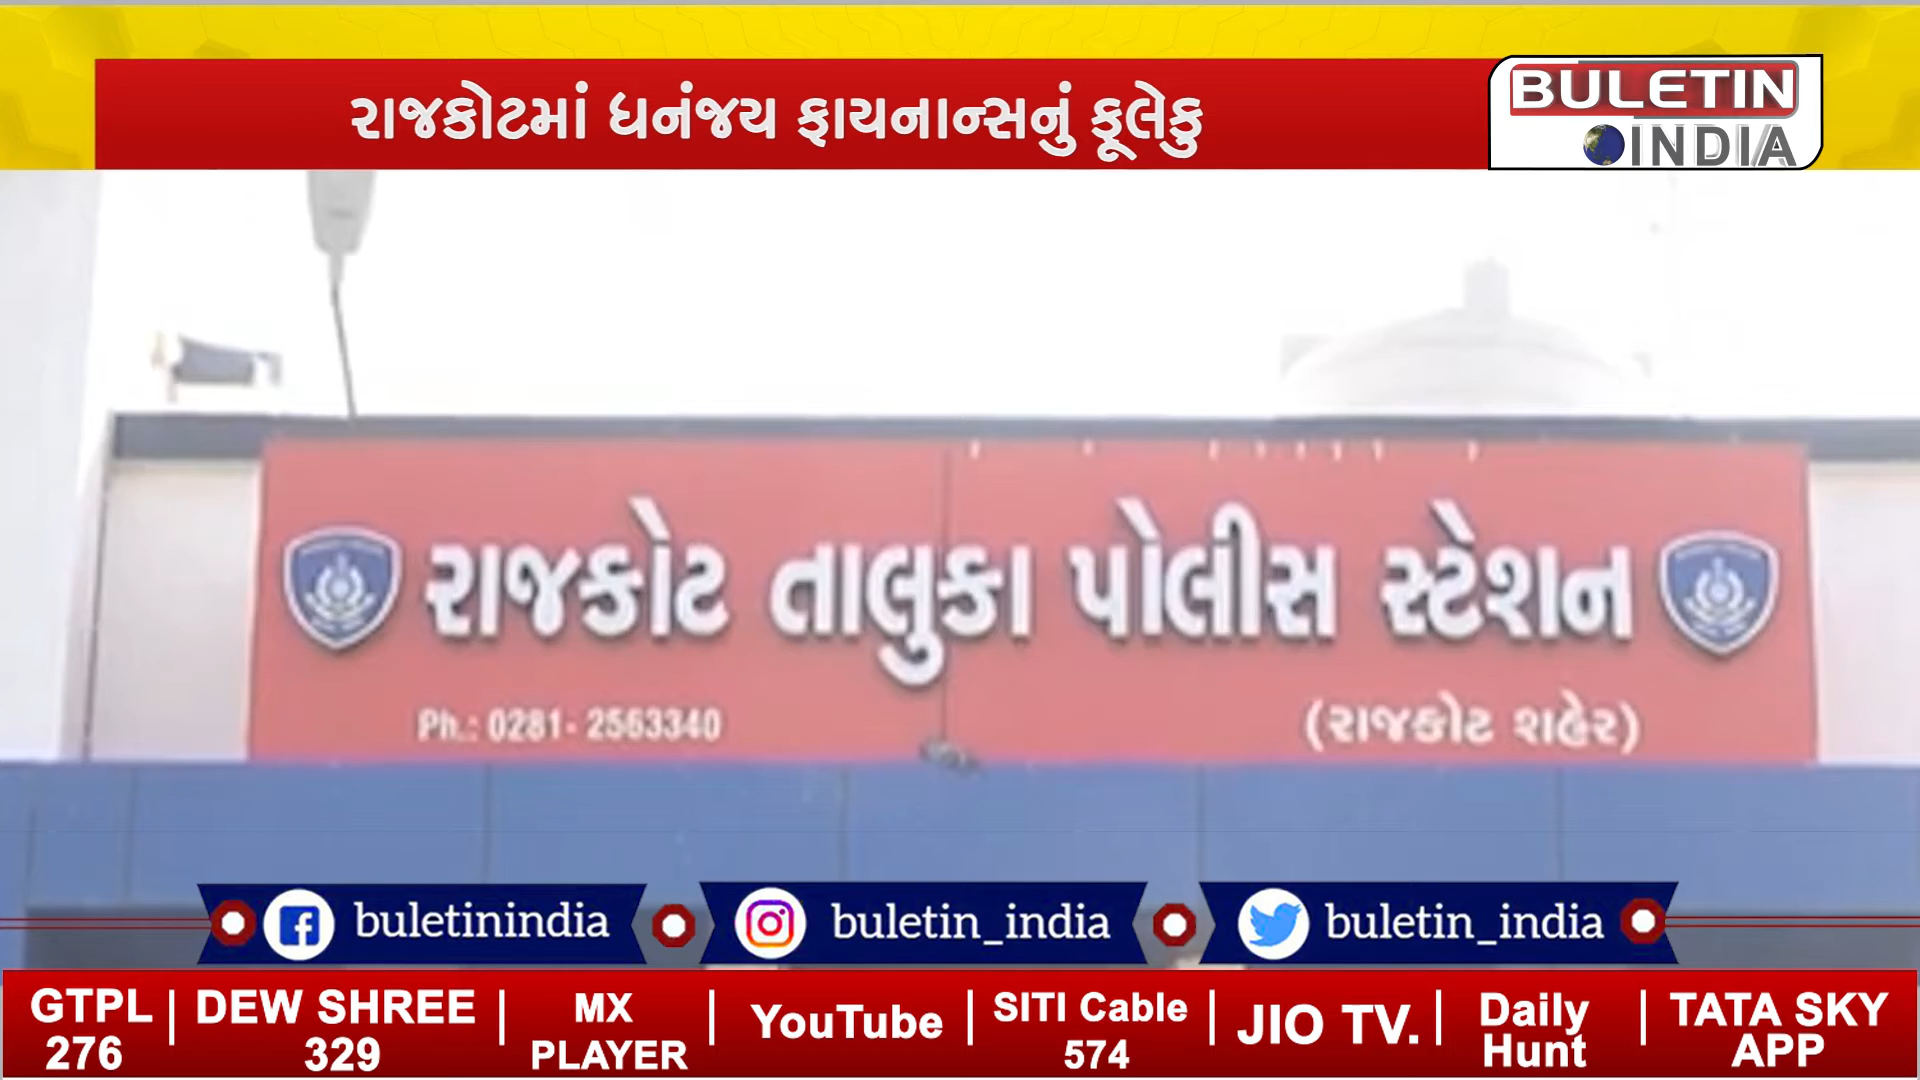 રાજકોટમાં ધનંજય ફાયનાન્સનું ફૂલેકુ
BULETIN
INDIA
રાજકોટ તાલુકા પોલીસ સ્ટેશન
Ph.: 0281- 2563340
(રાજકોટ શહેર)
buletinindia
buletin_india
buletin_india
GTPL 276
DEW SHREE 329
MX PLAYER
YouTube
SITI Cable 574
JIO TV.
Daily Hunt
TATA SKY APP